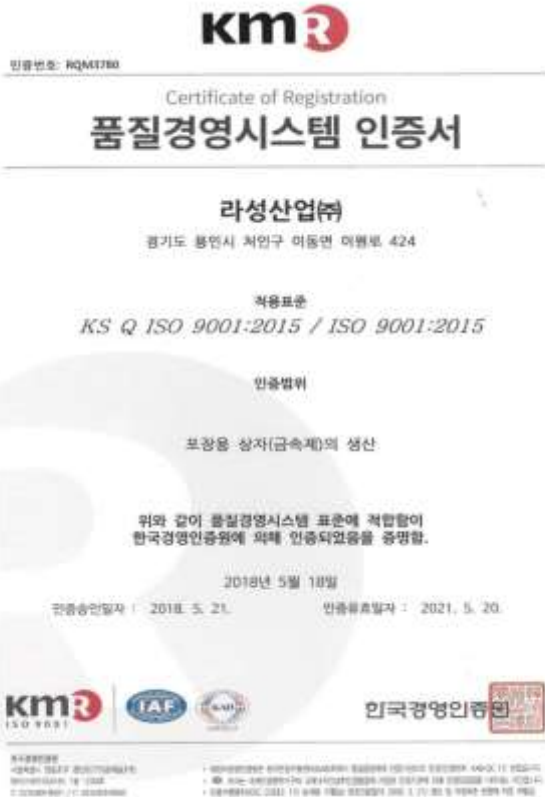 KMR
인증번호: RQM3780
Certificate of Registration
품질경영시스템 인증서
라성산업㈜
경기도 용인시 처인구 이동면 이원로 424
적용표준
KS Q ISO 9001:2015 / ISO 9001:2015
인증범위
포장용 상자(금속제)의 생산
위와 같이 품질경영시스템 표준에 적합함이
한국경영인증원에 의해 인증되었음을 증명함.
2018년 5월 18일
인증승인일자 : 2018. 5. 21. 인증유효일자 : 2021. 5. 20.
KMR
ISO 9001
IAF
KAB
한국경영인증원